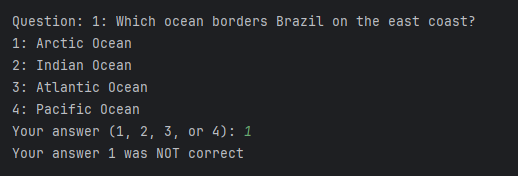 Question: 1: Which ocean borders Brazil on the east coast?
1: Arctic Ocean
2: Indian Ocean
3: Atlantic Ocean
4: Pacific Ocean
Your answer (1, 2, 3, or 4): 1
Your answer 1 was NOT correct